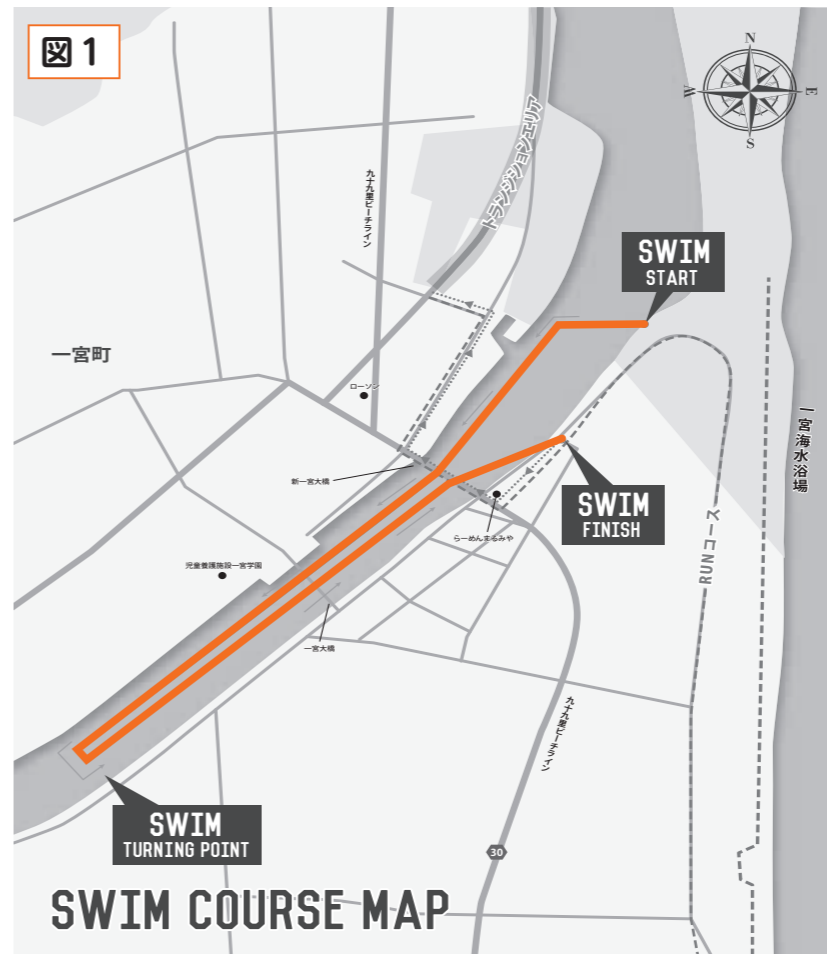 図1
N
W
E
S
トランジションエリア
九十九里ビーチライン
SWIM
START
一宮町
ローソン
一宮海水浴場
新一宮大橋
SWIM
FINISH
らーめんまるみや
RUNコース
児童養護施設一宮学園
一宮大橋
九十九里ビーチライン
SWIM
TURNING POINT
30
SWIM COURSE MAP